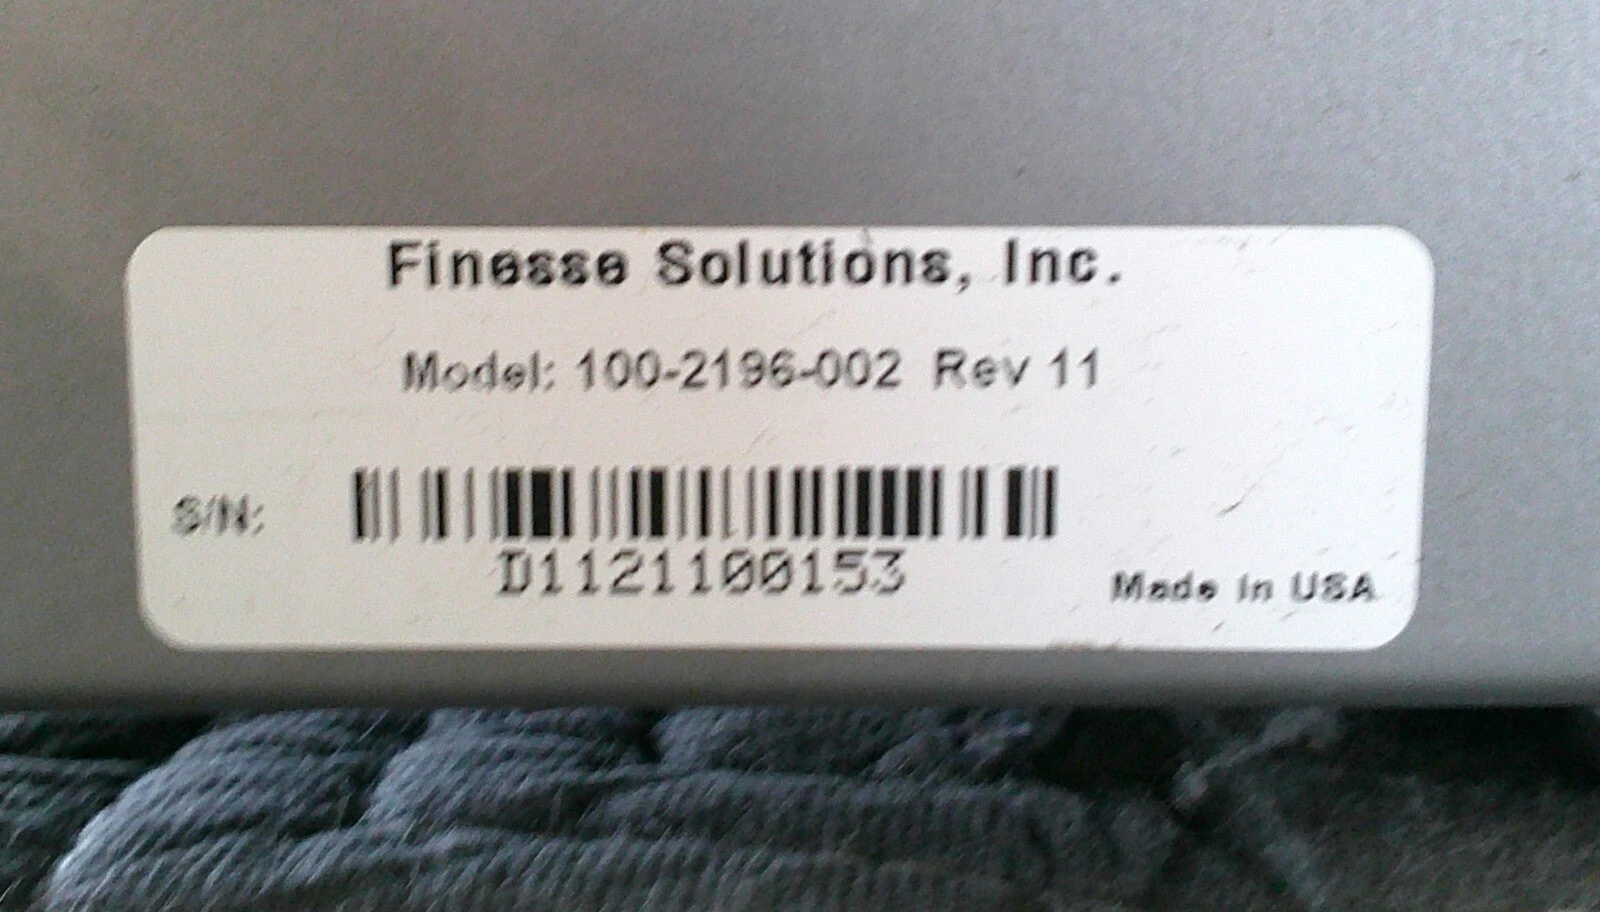 Finesse Solutions, Inc.
Model: 100-2196-002 Rev 11
S/N:
D1121100153
Made in USA